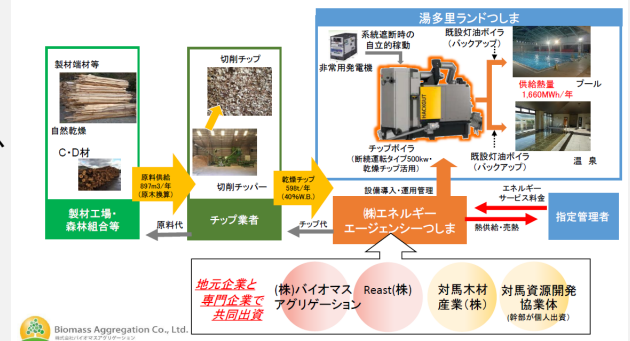 湯多里ランドつしま
製材端材等
自然乾燥
C・D材
製材工場・
森林組合等
原料供給
897m3/年
(原木換算)
原料代
切削チップ
切削チッパー
チップ業者
乾燥チップ
598t/年
(40%W.B.)
チップ代
系統遮断時の
自立的稼動
非常用発電機
既設灯油ボイラ
(バックアップ)
HACKGUT
チップボイラ
(断続運転タイプ500kw・
乾燥チップ活用)
供給熱量
1,660MWh/年
プール
既設灯油ボイラ
(バックアップ)
温 泉
設備導入・運用管理
㈱エネルギー
エージェンシーつしま
エネルギー
サービス料金
熱供給・売熱
指定管理者
地元企業と
専門企業で
共同出資
(株)バイオマス
アグリゲーション
Reast(株)
対馬木材
産業(株)
対馬資源開発
協業体
(幹部が個人出資)
Biomass Aggregation Co., Ltd.
株式会社バイオマスアグリゲーション